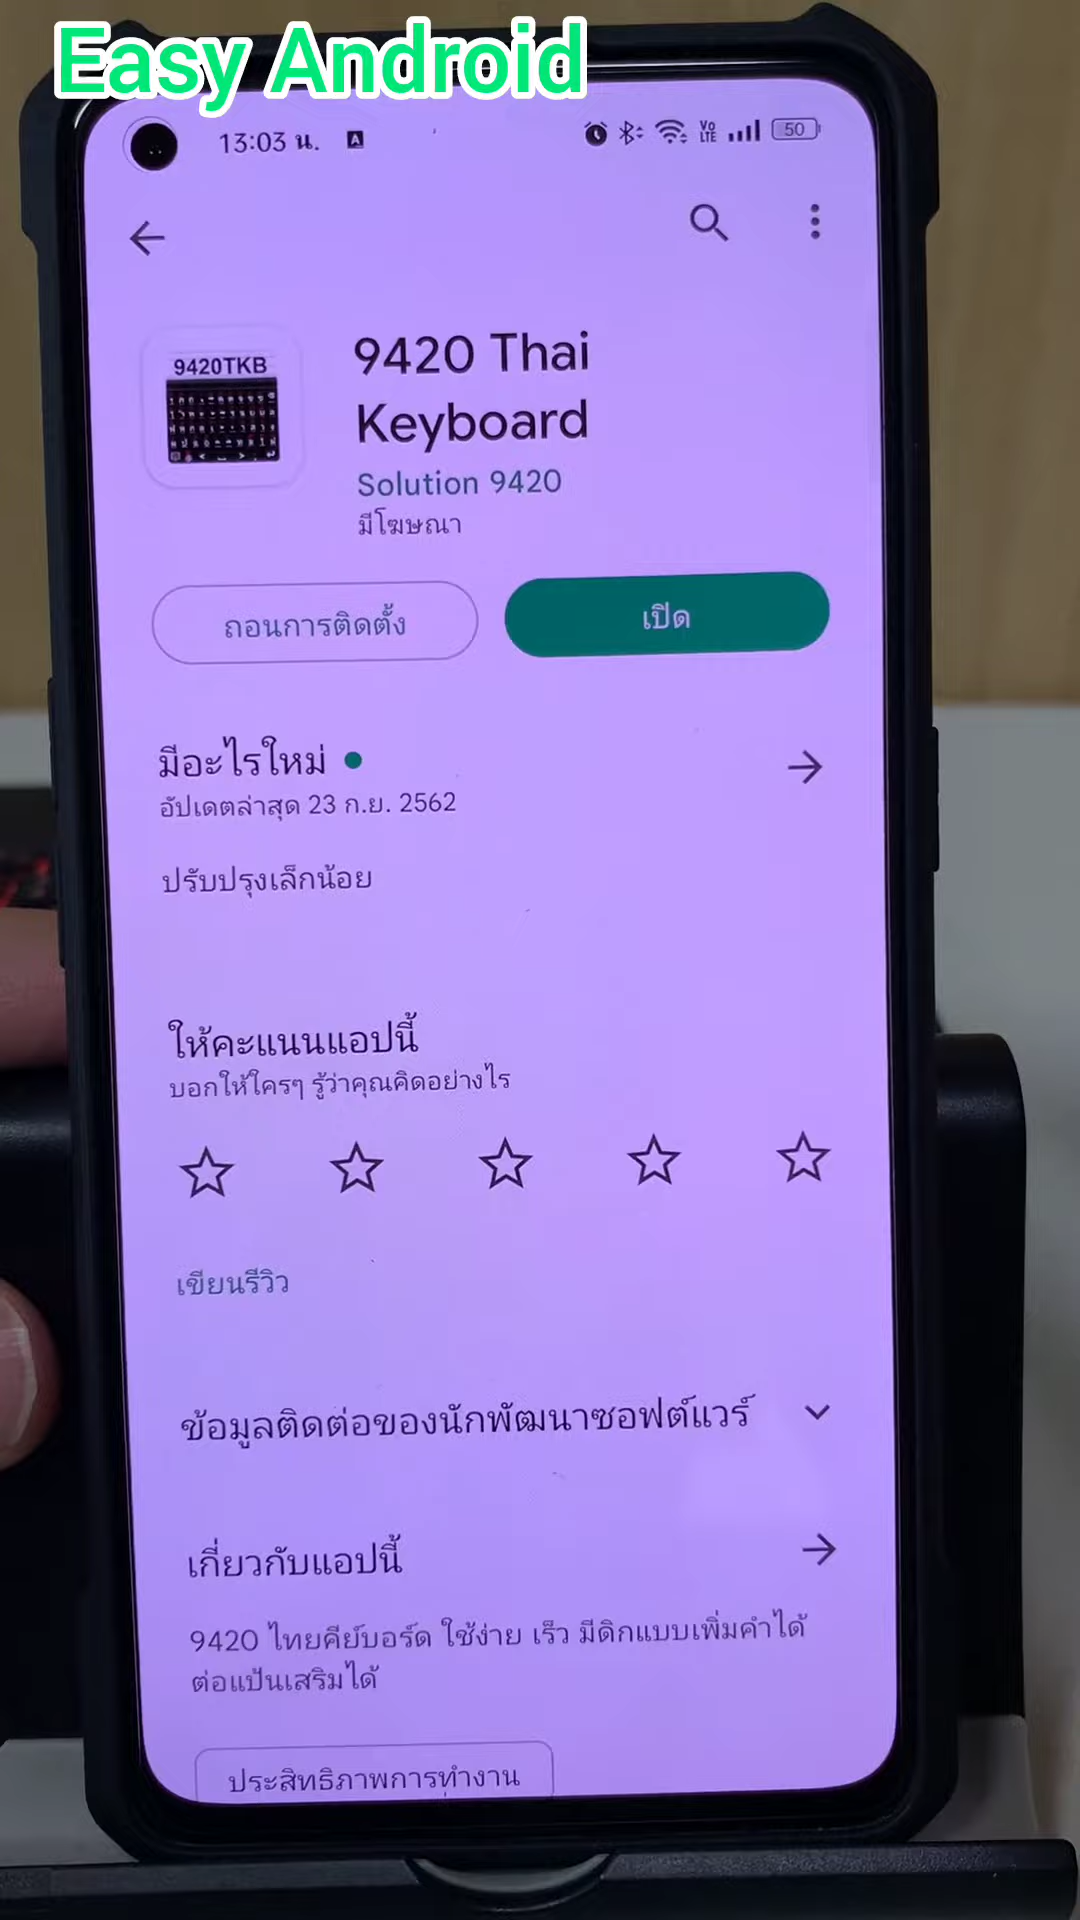 Easy Android
13:03 น.
VO LTE
50
9420TKB
9420 Thai
Keyboard
Solution 9420
มีโฆษณา
ถอนการติดตั้ง
เปิด
มีอะไรใหม่
อัปเดตล่าสุด 23 ก.ย. 2562
ปรับปรุงเล็กน้อย
ให้คะแนนแอปนี้
บอกให้ใครๆ รู้ว่าคุณคิดอย่างไร
เขียนรีวิว
ข้อมูลติดต่อของนักพัฒนาซอฟต์แวร์
เกี่ยวกับแอปนี้
9420 ไทยคีย์บอร์ด ใช้ง่าย เร็ว มีดิกแบบเพิ่มคำได้
ต่อแป้นเสริมได้
ประสิทธิภาพการทำงาน